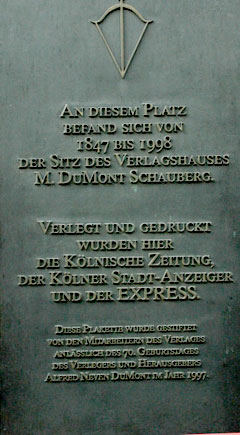 AN DIESEM PLATZ
BEFAND SICH VON
1847 BIS 1998
DER SITZ DES VERLAGSHAUSES
M. DUMONT SCHAUBERG.
VERLEGT UND GEDRUCKT
WURDEN HIER
DIE KÖLNISCHE ZEITUNG,
DER KÖLNER STADT-ANZEIGER
UND DER EXPRESS.
DIESE PLAKETTE WURDE GESTIFTET
VON DEN MITARBEITERN DES VERLAGES
ANLÄSSLICH DES 70. GEBURTSTAGES
DES VERLEGERS UND HERAUSGEBERS
ALFRED NEVEN DUMONT IM JAHR 1997.